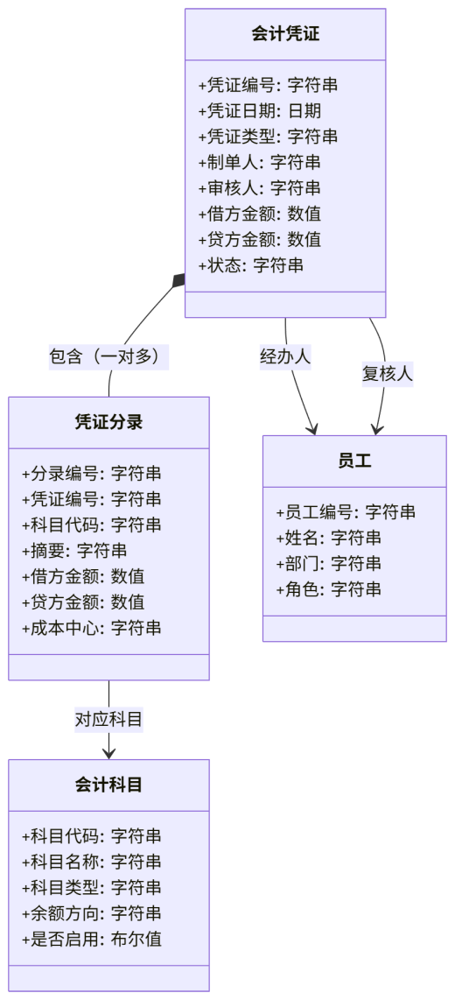 会计凭证
+凭证编号: 字符串
+凭证日期: 日期
+凭证类型: 字符串
+制单人: 字符串
+审核人: 字符串
+借方金额: 数值
+贷方金额: 数值
+状态: 字符串
包含（一对多）
经办人
复核人
凭证分录
+分录编号: 字符串
+凭证编号: 字符串
+科目代码: 字符串
+摘要: 字符串
+借方金额: 数值
+贷方金额: 数值
+成本中心: 字符串
员工
+员工编号: 字符串
+姓名: 字符串
+部门: 字符串
+角色: 字符串
对应科目
会计科目
+科目代码: 字符串
+科目名称: 字符串
+科目类型: 字符串
+余额方向: 字符串
+是否启用: 布尔值